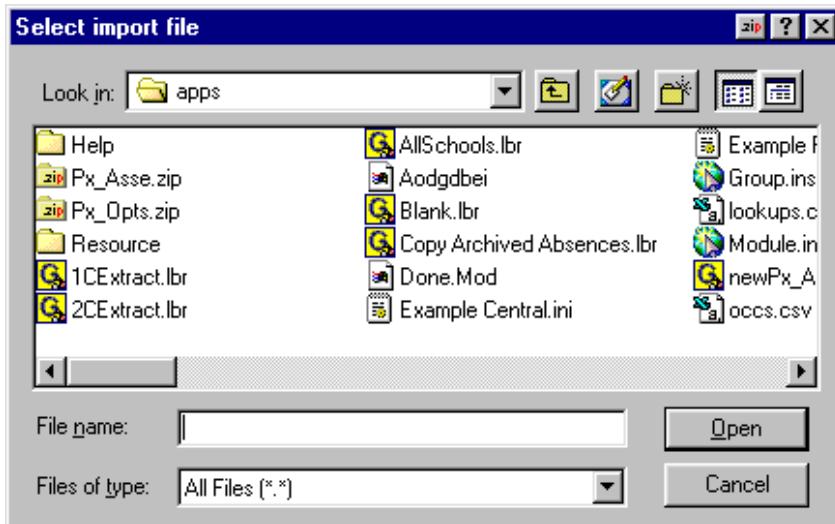 Select import file
Look in: apps
Help
Px_Asse.zip
Px_Opts.zip
Resource
1CExtract.lbr
2CExtract.lbr
AllSchools.lbr
Aodgdbei
Blank.lbr
Copy Archived Absences.lbr
Done.Mod
Example Central.ini
Example F
Group.ins
lookups.c
Module.in
newPx_A
occs.csv
File name:
Open
Files of type: All Files (*.*)
Cancel